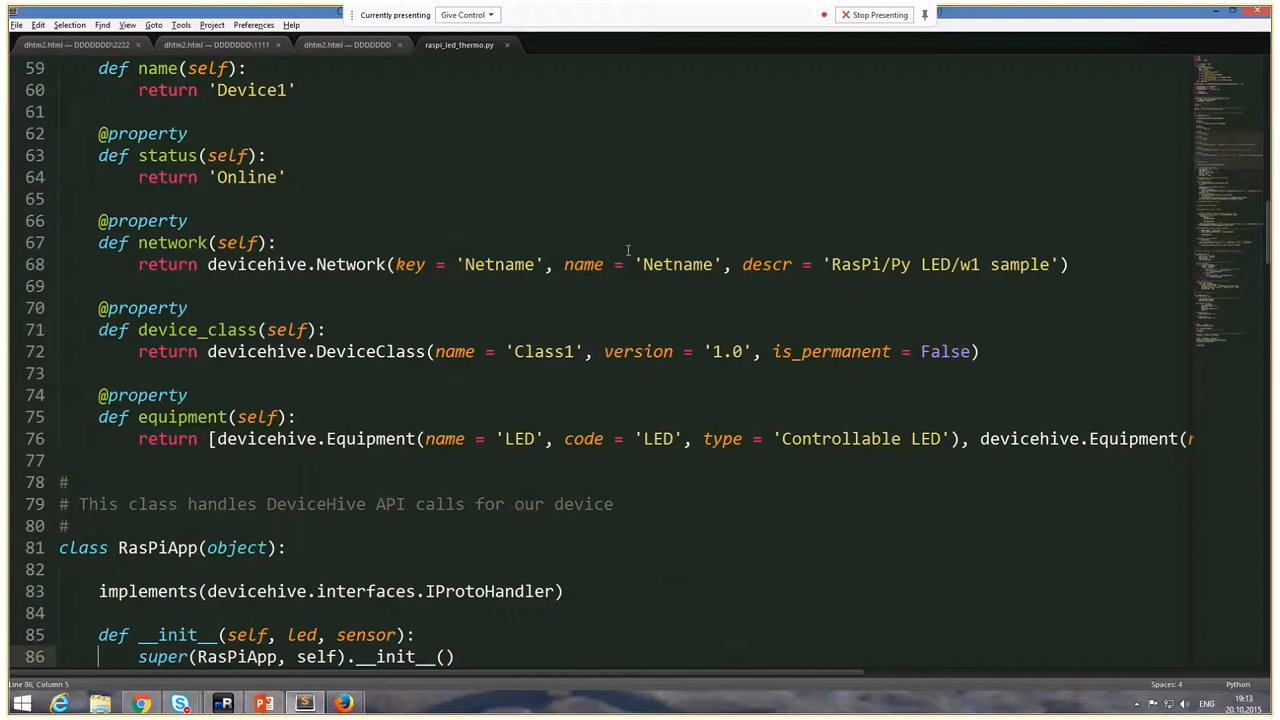 Currently presenting
Give Control
Stop Presenting
File Edit Selection Find View Goto Tools Project Preferences Help
dhtm2.html — DDDDDDD\2222
dhtm2.html — DDDDDDD\1111
dhtm2.html — DDDDDDD
raspi_led_thermo.py
59 def name(self):
60 return 'Device1'
61
62 @property
63 def status(self):
64 return 'Online'
65
66 @property
67 def network(self):
68 return devicehive.Network(key = 'Netname', name = 'Netname', descr = 'RasPi/Py LED/w1 sample')
69
70 @property
71 def device_class(self):
72 return devicehive.DeviceClass(name = 'Class1', version = '1.0', is_permanent = False)
73
74 @property
75 def equipment(self):
76 return [devicehive.Equipment(name = 'LED', code = 'LED', type = 'Controllable LED'), devicehive.Equipment(
77
78 #
79 # This class handles DeviceHive API calls for our device
80 #
81 class RasPiApp(object):
82
83 implements(devicehive.interfaces.IProtoHandler)
84
85 def __init__(self, led, sensor):
86 super(RasPiApp, self).__init__()
Line 86, Column 5
Spaces: 4
Python
ENG
19:13
20.10.2015